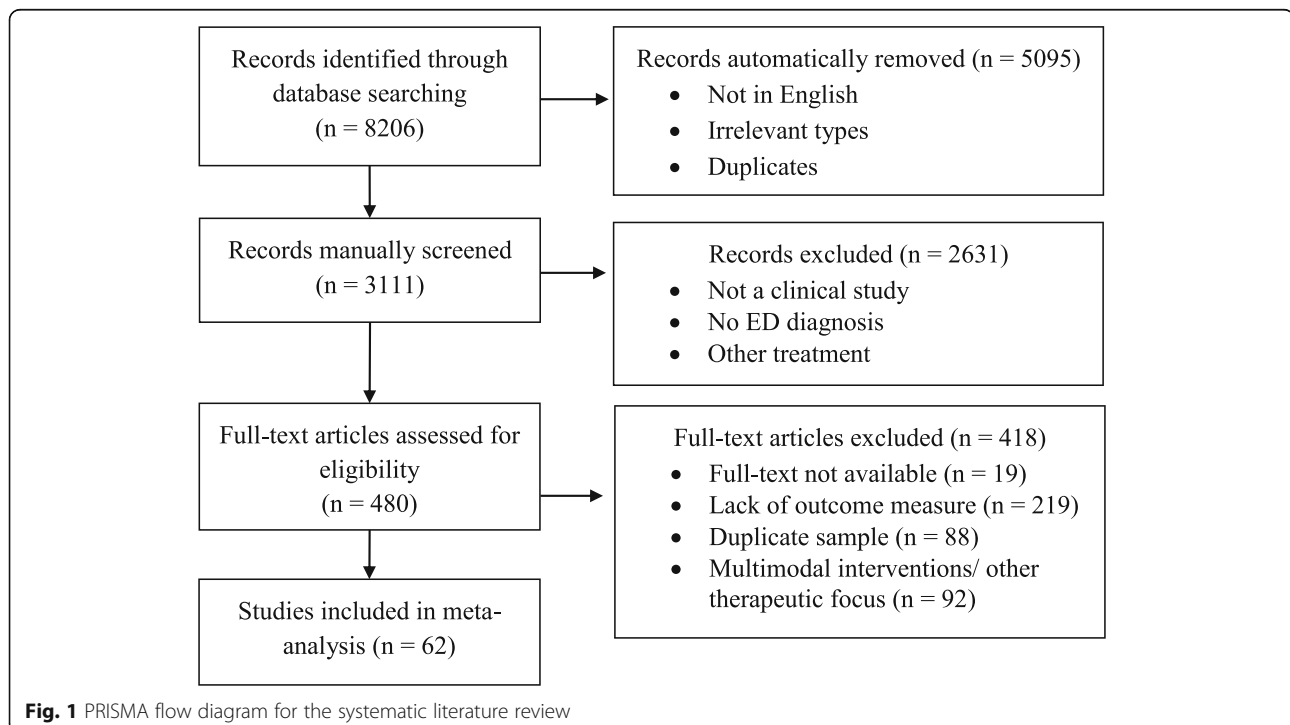 Records identified through
database searching
(n = 8206)
Records automatically removed (n = 5095)
• Not in English
• Irrelevant types
• Duplicates
Records manually screened
(n = 3111)
Records excluded (n = 2631)
• Not a clinical study
• No ED diagnosis
• Other treatment
Full-text articles assessed for
eligibility
(n = 480)
Full-text articles excluded (n = 418)
• Full-text not available (n = 19)
• Lack of outcome measure (n = 219)
• Duplicate sample (n = 88)
• Multimodal interventions/ other
therapeutic focus (n = 92)
Studies included in meta-
analysis (n = 62)
Fig. 1 PRISMA flow diagram for the systematic literature review